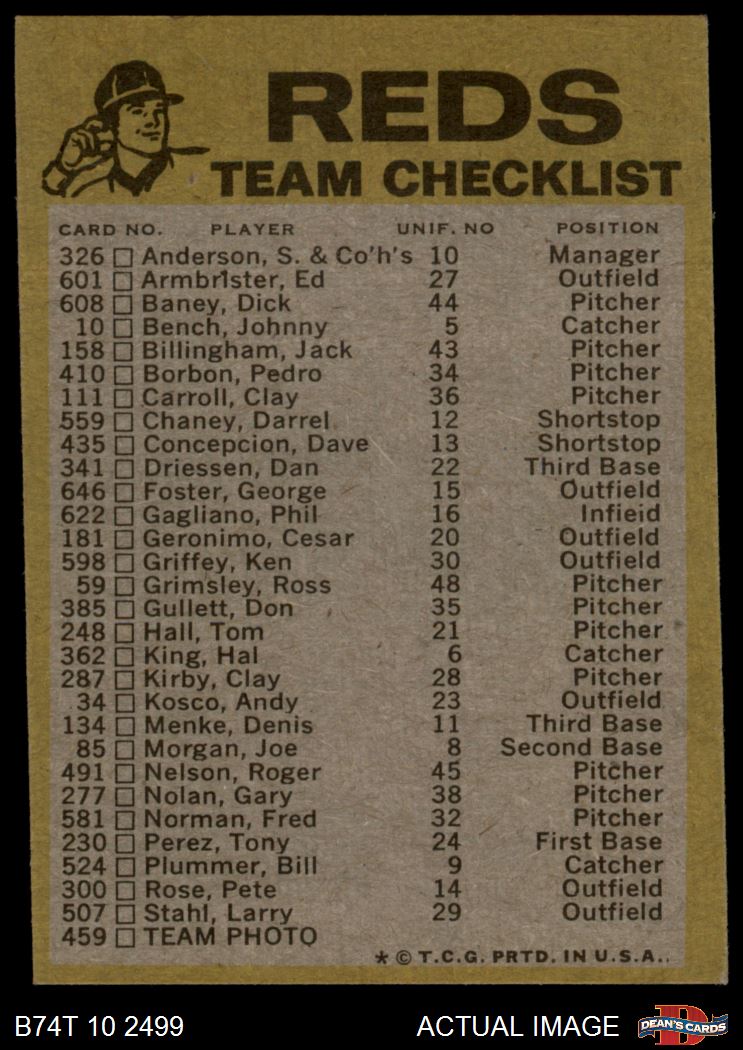 REDS
TEAM CHECKLIST
CARD NO. PLAYER UNIF. NO POSITION
326 Anderson, S. & Co'h's 10 Manager
601 Armbrister, Ed 27 Outfield
608 Baney, Dick 44 Pitcher
10 Bench, Johnny 5 Catcher
158 Billingham, Jack 43 Pitcher
410 Borbon, Pedro 34 Pitcher
111 Carroll, Clay 36 Pitcher
559 Chaney, Darrel 12 Shortstop
435 Concepcion, Dave 13 Shortstop
341 Driessen, Dan 22 Third Base
646 Foster, George 15 Outfield
622 Gagliano, Phil 16 Infieid
181 Geronimo, Cesar 20 Outfield
598 Griffey, Ken 30 Outfield
59 Grimsley, Ross 48 Pitcher
385 Gullett, Don 35 Pitcher
248 Hall, Tom 21 Pitcher
362 King, Hal 6 Catcher
287 Kirby, Clay 28 Pitcher
34 Kosco, Andy 23 Outfield
134 Menke, Denis 11 Third Base
85 Morgan, Joe 8 Second Base
491 Nelson, Roger 45 Pitcher
277 Nolan, Gary 38 Pitcher
581 Norman, Fred 32 Pitcher
230 Perez, Tony 24 First Base
524 Plummer, Bill 9 Catcher
300 Rose, Pete 14 Outfield
507 Stahl, Larry 29 Outfield
459 TEAM PHOTO
* © T.C.G. PRTD. IN U.S.A.
B74T 10 2499 ACTUAL IMAGE D DEAN'S CARDS